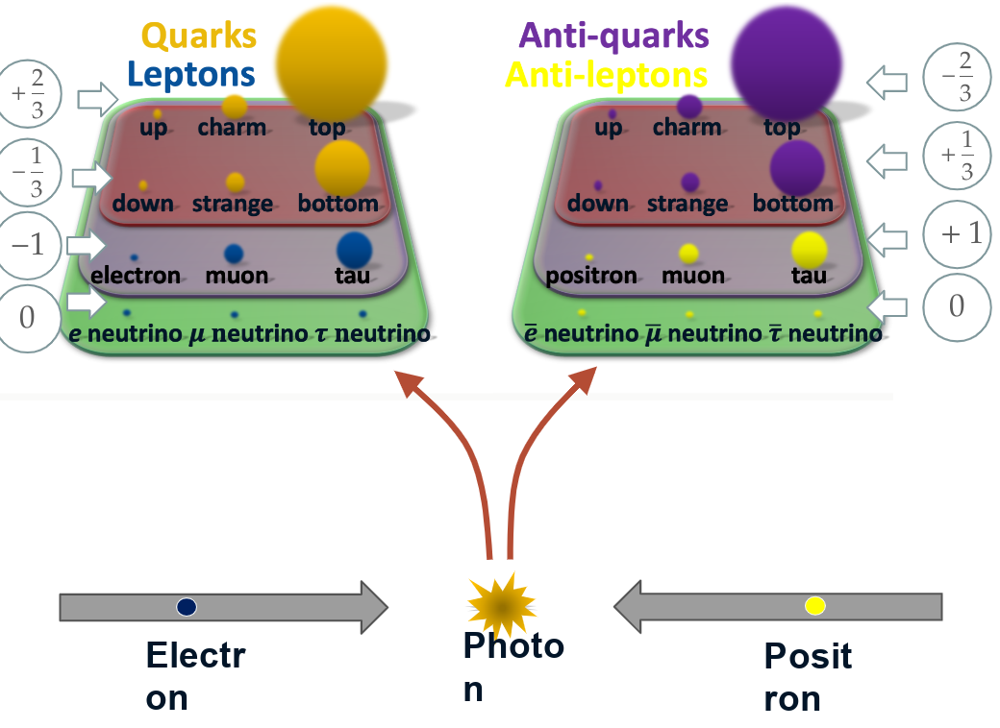 Quarks
Leptons
+ 2/3
up charm top
− 1/3
down strange bottom
−1
electron muon tau
0
e neutrino μ neutrino τ neutrino
Anti-quarks
Anti-leptons
− 2/3
up charm top
+ 1/3
down strange bottom
+ 1
positron muon tau
0
e̅ neutrino μ̅ neutrino τ̅ neutrino
Electr
on
Photo
n
Posit
ron